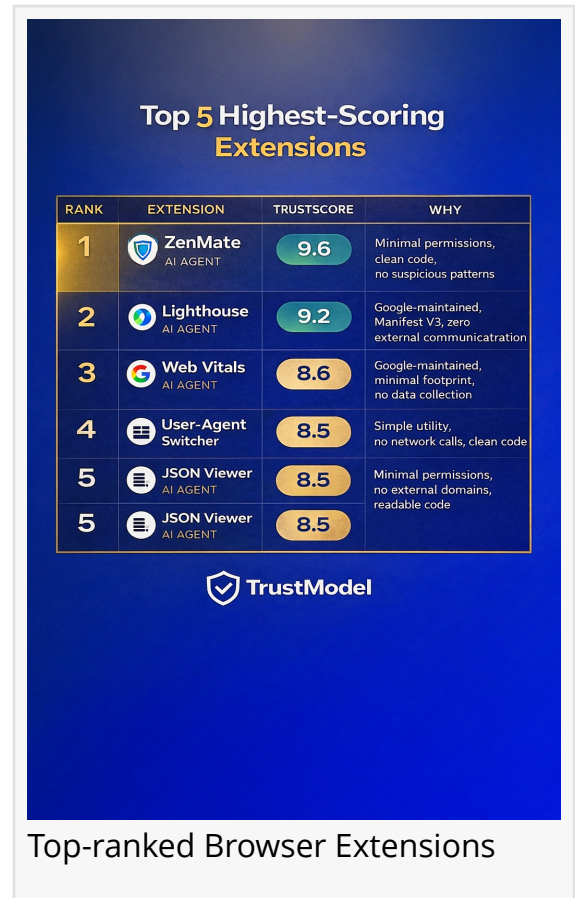 Top 5 Highest-Scoring
Extensions
RANK EXTENSION TRUSTSCORE WHY
1 ZenMate 9.6 Minimal permissions,
AI AGENT clean code,
no suspicious patterns
2 Lighthouse 9.2 Google-maintained,
AI AGENT Manifest V3, zero
external communicatration
3 Web Vitals 8.6 Google-maintained,
AI AGENT minimal footprint,
no data collection
4 User-Agent 8.5 Simple utility,
Switcher no network calls, clean code
5 JSON Viewer 8.5 Minimal permissions,
AI AGENT no external domains,
readable code
5 JSON Viewer 8.5
AI AGENT
TrustModel
Top-ranked Browser Extensions